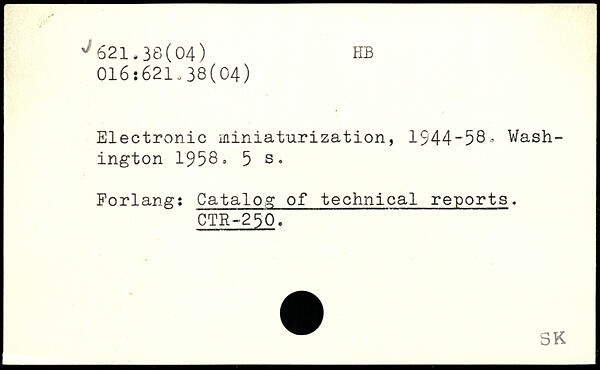 ✓ 621.38(04) HB
016:621.38(04)
Electronic miniaturization, 1944-58. Wash-
ington 1958. 5 s.
Forlang: Catalog of technical reports.
CTR-250.
SK